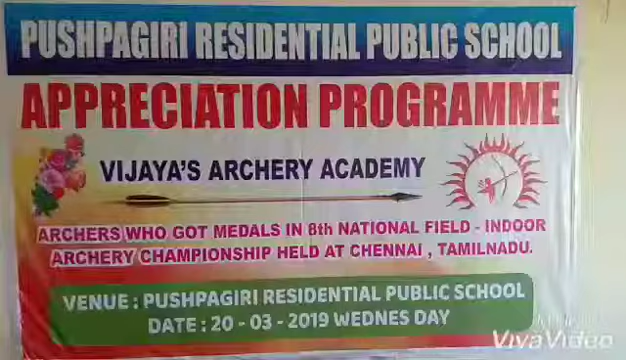 PUSHPAGIRI RESIDENTIAL PUBLIC SCHOOL
APPRECIATION PROGRAMME
VIJAYA'S ARCHERY ACADEMY
ARCHERS WHO GOT MEDALS IN 8th NATIONAL FIELD - INDOOR
ARCHERY CHAMPIONSHIP HELD AT CHENNAI , TAMILNADU.
VENUE : PUSHPAGIRI RESIDENTIAL PUBLIC SCHOOL
DATE : 20 - 03 - 2019 WEDNES DAY
VivaVideo